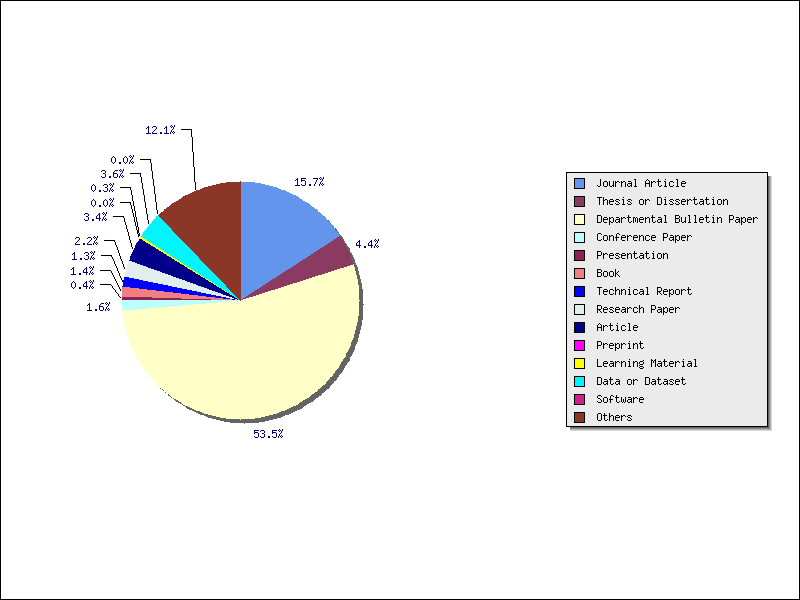 12.1%
0.0%
3.6%
0.3%
0.0%
3.4%
2.2%
1.3%
1.4%
0.4%
1.6%
15.7%
4.4%
53.5%
Journal Article
Thesis or Dissertation
Departmental Bulletin Paper
Conference Paper
Presentation
Book
Technical Report
Research Paper
Article
Preprint
Learning Material
Data or Dataset
Software
Others